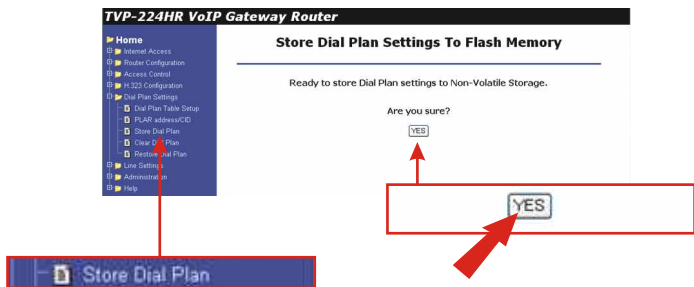 TVP-224HR VoIP Gateway Router
Home
Internet Access
Router Configuration
Access Control
H.323 Configuration
Dial Plan Settings
Dial Plan Table Setup
PLAR address/CID
Store Dial Plan
Clear Dial Plan
Restore Dial Plan
Line Settings
Administration
Help
Store Dial Plan Settings To Flash Memory
Ready to store Dial Plan settings to Non-Volatile Storage.
Are you sure?
YES
YES
Store Dial Plan